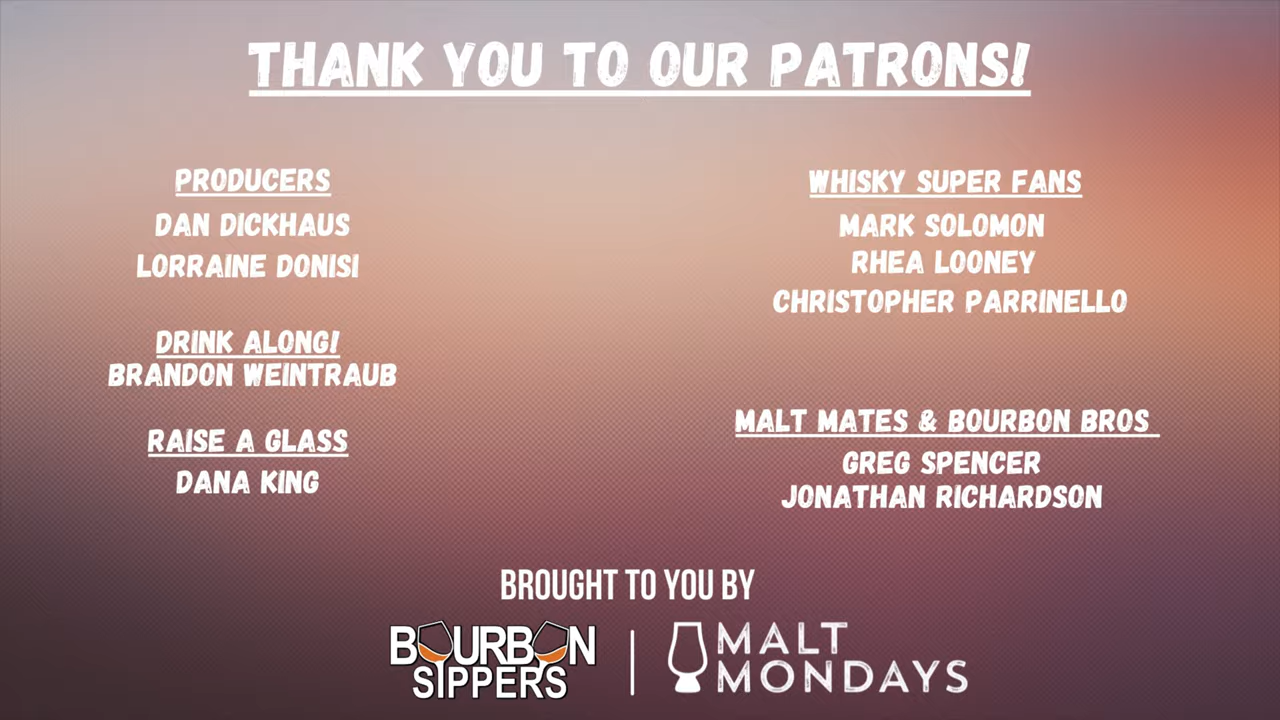 THANK YOU TO OUR PATRONS!
PRODUCERS
DAN DICKHAUS
LORRAINE DONISI
DRINK ALONG!
BRANDON WEINTRAUB
RAISE A GLASS
DANA KING
WHISKY SUPER FANS
MARK SOLOMON
RHEA LOONEY
CHRISTOPHER PARRINELLO
MALT MATES & BOURBON BROS
GREG SPENCER
JONATHAN RICHARDSON
BROUGHT TO YOU BY
BOURBON
SIPPERS
MALT
MONDAYS